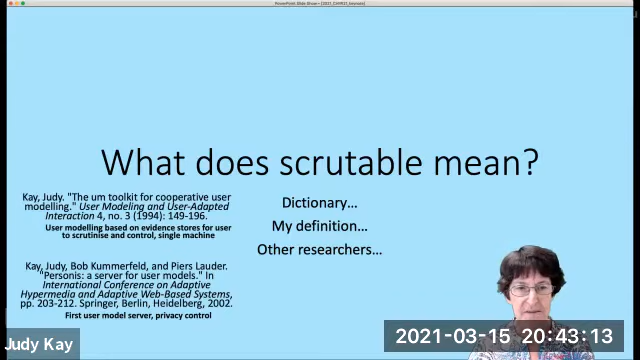 PowerPoint Slide Show - [2021_CHIIR21_keynote]
What does scrutable mean?
Kay, Judy. "The um toolkit for cooperative user
modelling." User Modeling and User-Adapted
Interaction 4, no. 3 (1994): 149-196.
User modelling based on evidence stores for user
to scrutinise and control, single machine
Kay, Judy, Bob Kummerfeld, and Piers Lauder.
"Personis: a server for user models." In
International Conference on Adaptive
Hypermedia and Adaptive Web-Based Systems,
pp. 203-212. Springer, Berlin, Heidelberg, 2002.
First user model server, privacy control
Dictionary...
My definition...
Other researchers...
Judy Kay
2021-03-15 20:43:13